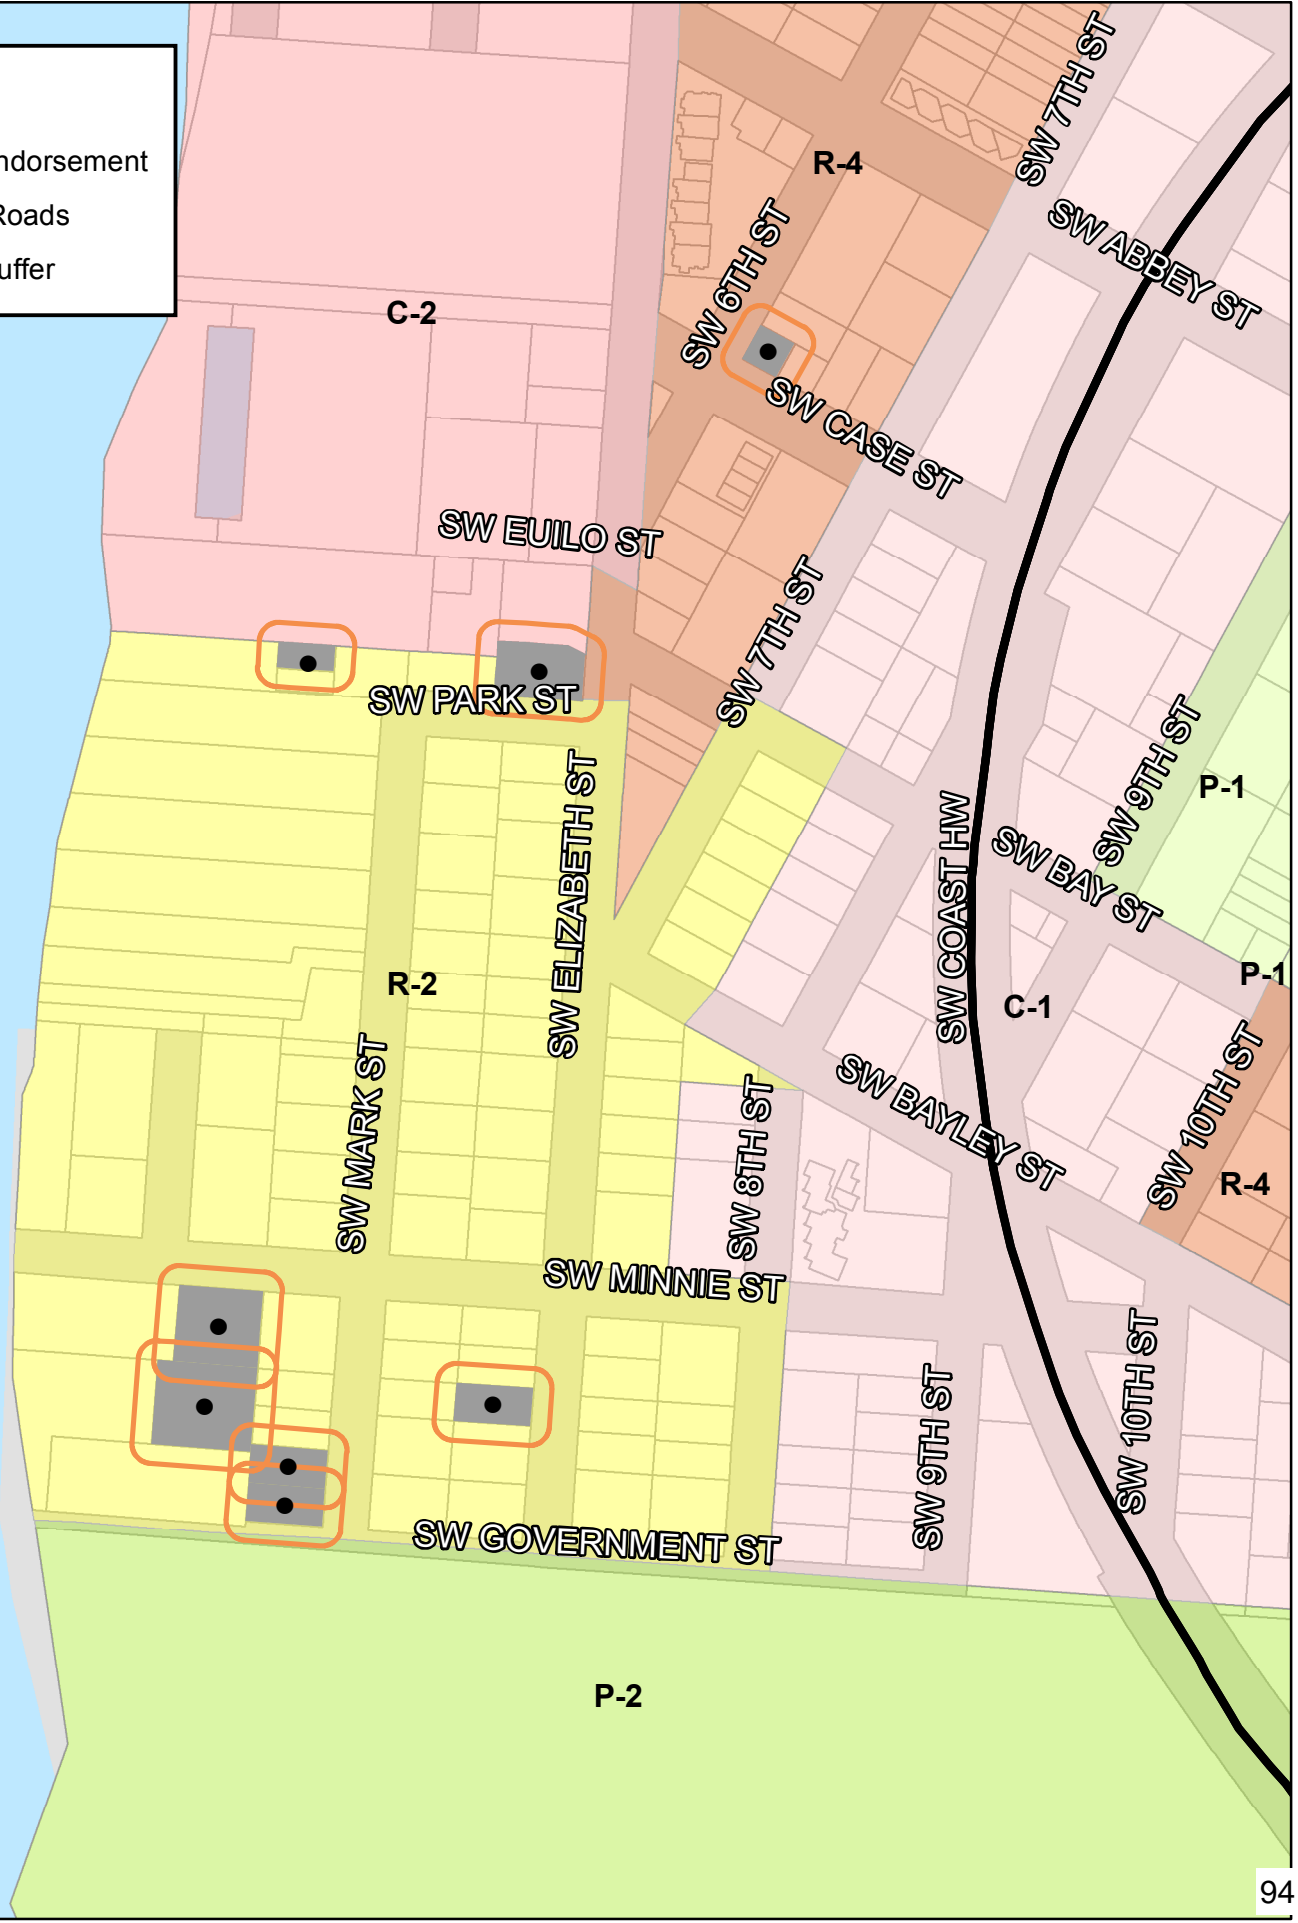 ndorsement
Roads
uffer
SW 7TH ST
R-4
SW ABBEY ST
SW 6TH ST
C-2
SW CASE ST
SW EUILO ST
SW 7TH ST
SW PARK ST
SW 9TH ST
P-1
SW ELIZABETH ST
SW COAST HW
SW BAY ST
P-1
R-2
C-1
SW MARK ST
SW 8TH ST
SW BAYLEY ST
SW 10TH ST
R-4
SW MINNIE ST
SW 9TH ST
SW 10TH ST
SW GOVERNMENT ST
P-2
94